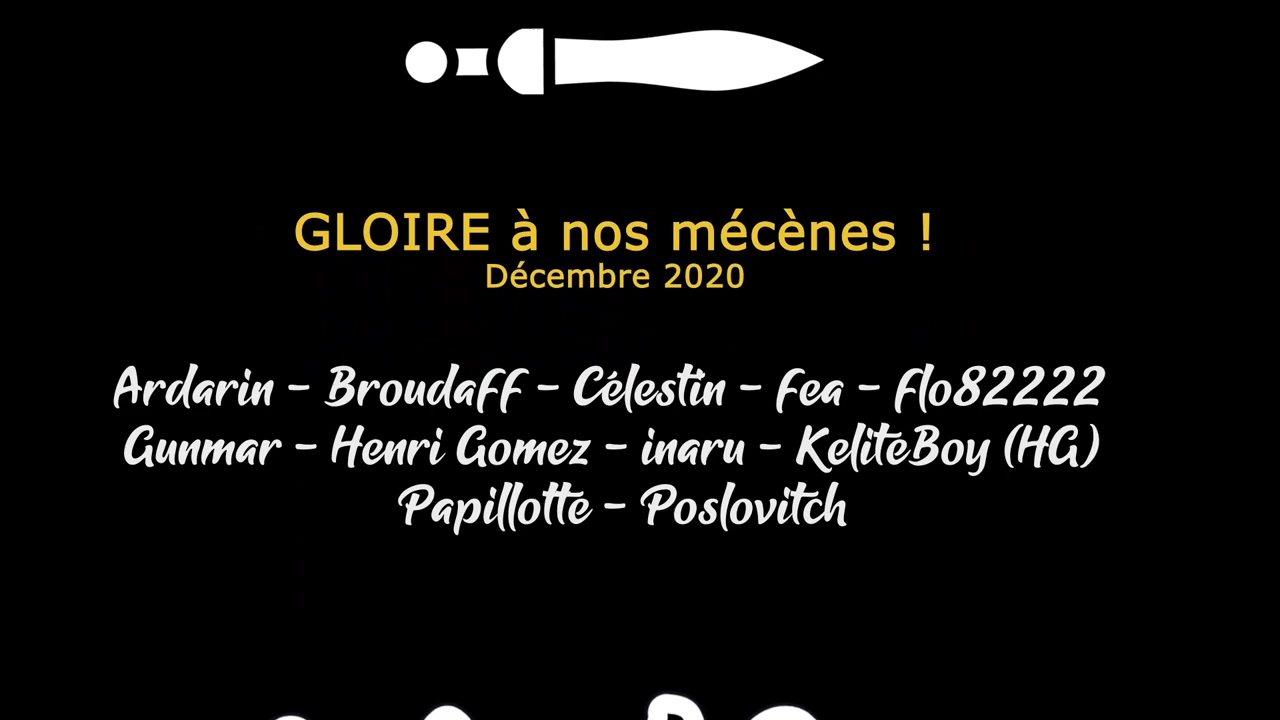 GLOIRE à nos mécènes !
Décembre 2020
Ardarin - Broudaff - Célestin - Fea - Flo82222
Gunmar - Henri Gomez - inaru - KeliteBoy (HG)
Papillotte - Poslovitch